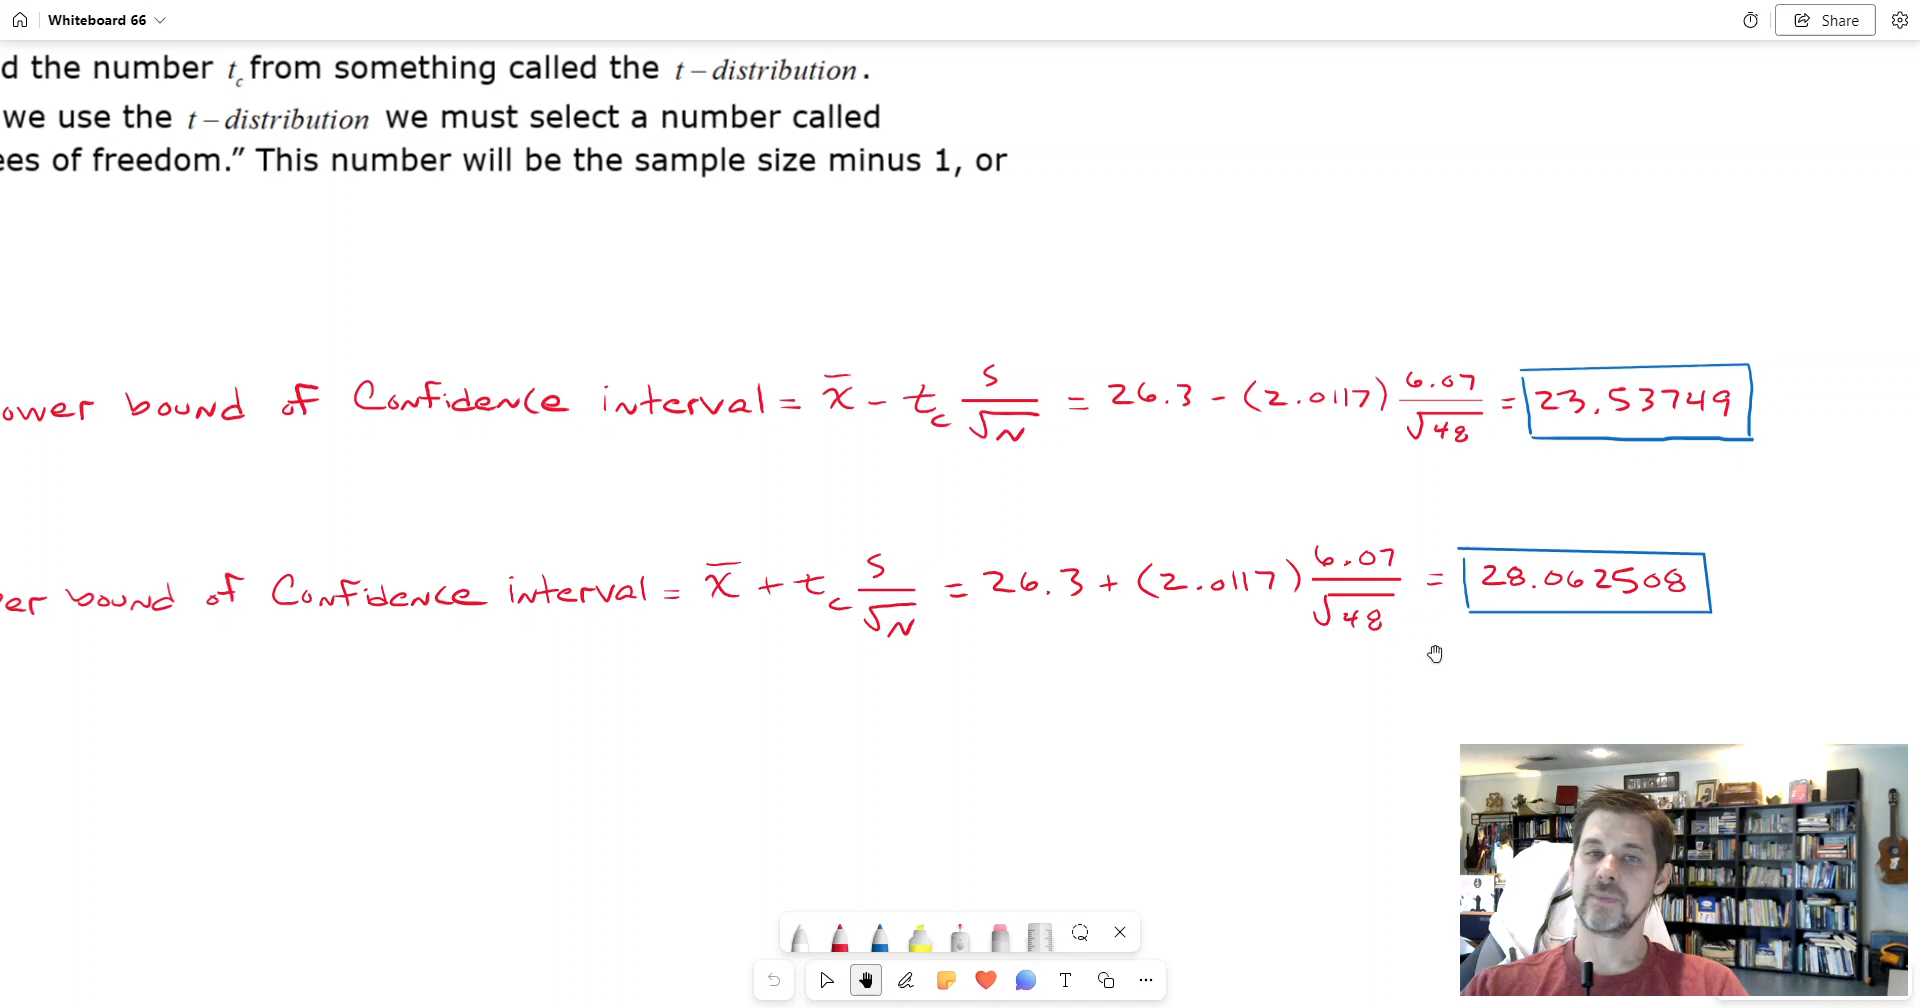 Whiteboard 66
Share
d the number t_c from something called the t – distribution.
we use the t – distribution we must select a number called
ees of freedom.” This number will be the sample size minus 1, or
ower bound of Confidence interval = x̄ - t_c s/√N = 26.3 - (2.0117) 6.07/√48 = 23.53749
er bound of Confidence interval = x̄ + t_c s/√N = 26.3 + (2.0117) 6.07/√48 = 28.062508